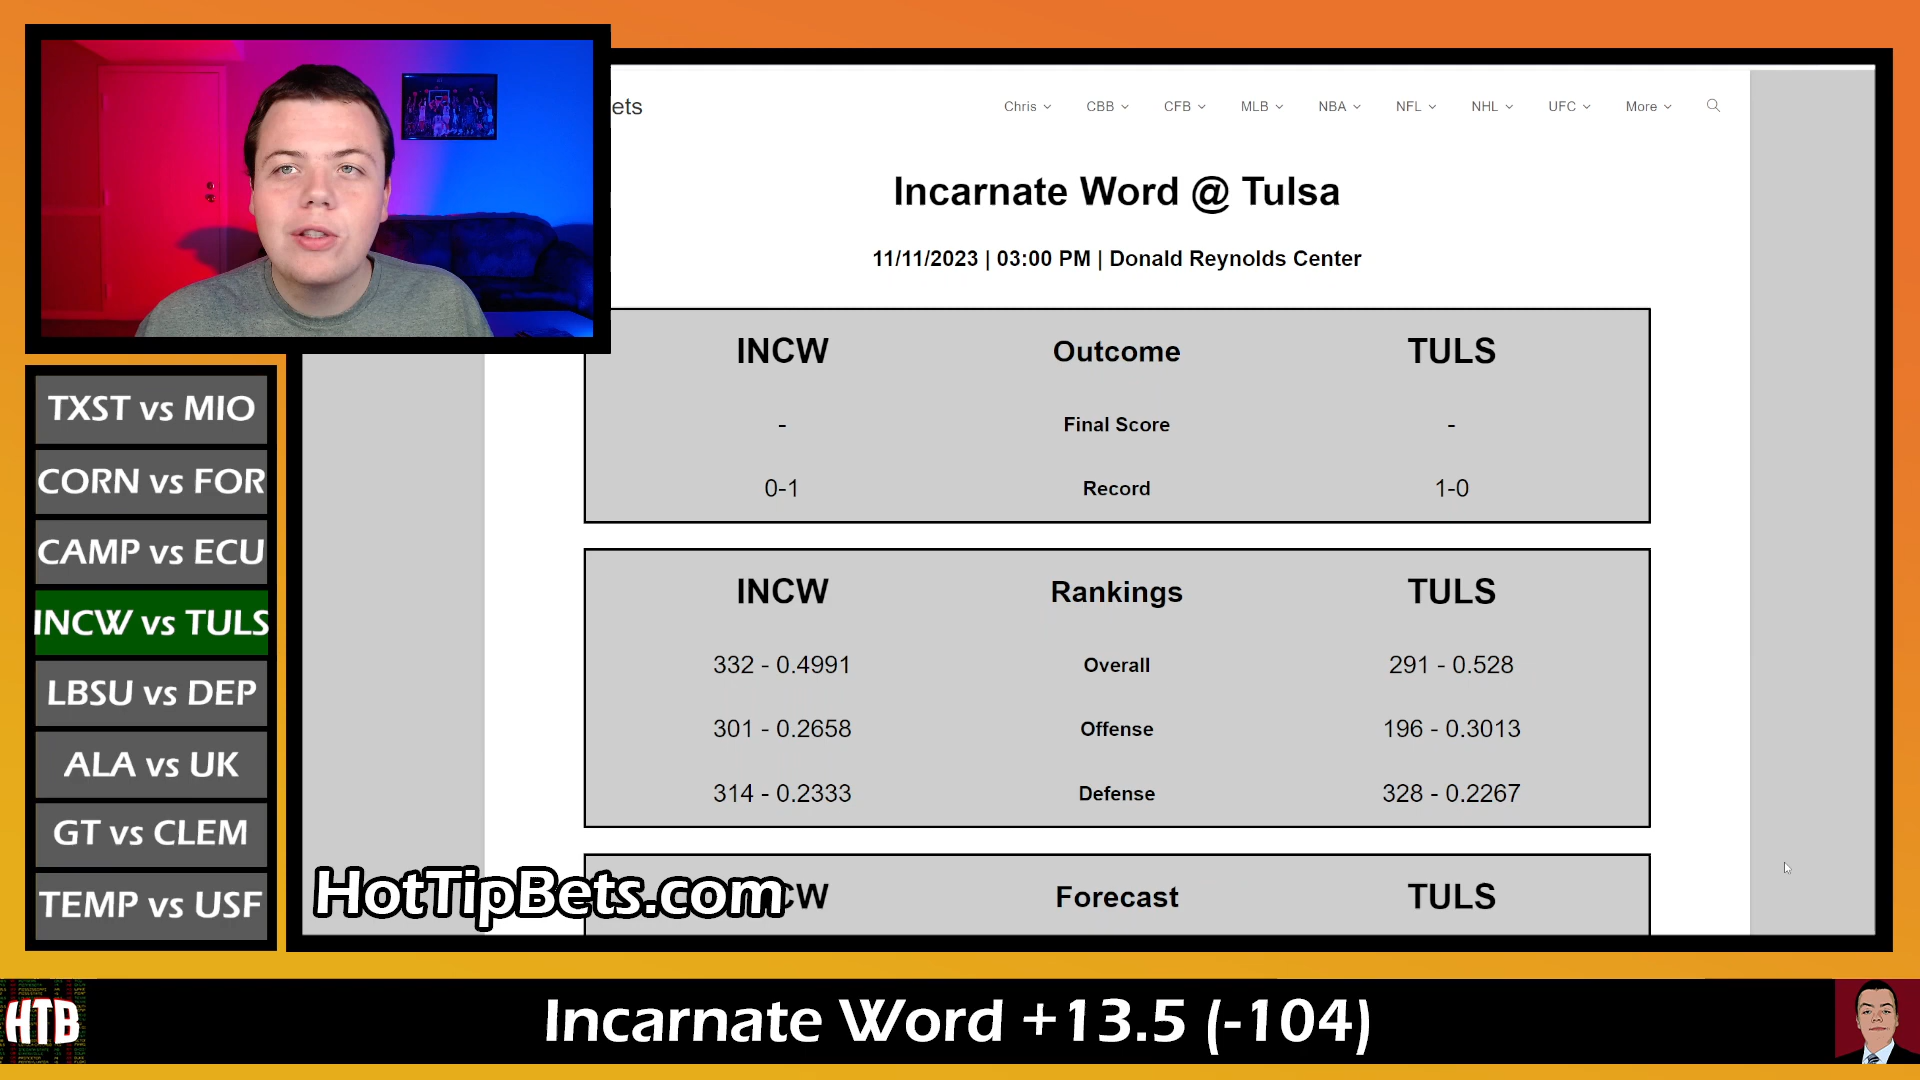 ets
Chris CBB CFB MLB NBA NFL NHL UFC More
Incarnate Word @ Tulsa
11/11/2023 | 03:00 PM | Donald Reynolds Center
INCW Outcome TULS
- Final Score -
0-1 Record 1-0
INCW Rankings TULS
332 - 0.4991 Overall 291 - 0.528
301 - 0.2658 Offense 196 - 0.3013
314 - 0.2333 Defense 328 - 0.2267
CW Forecast TULS
TXST vs MIO
CORN vs FOR
CAMP vs ECU
INCW vs TULS
LBSU vs DEP
ALA vs UK
GT vs CLEM
TEMP vs USF
HotTipBets.com
HTB
Incarnate Word +13.5 (-104)